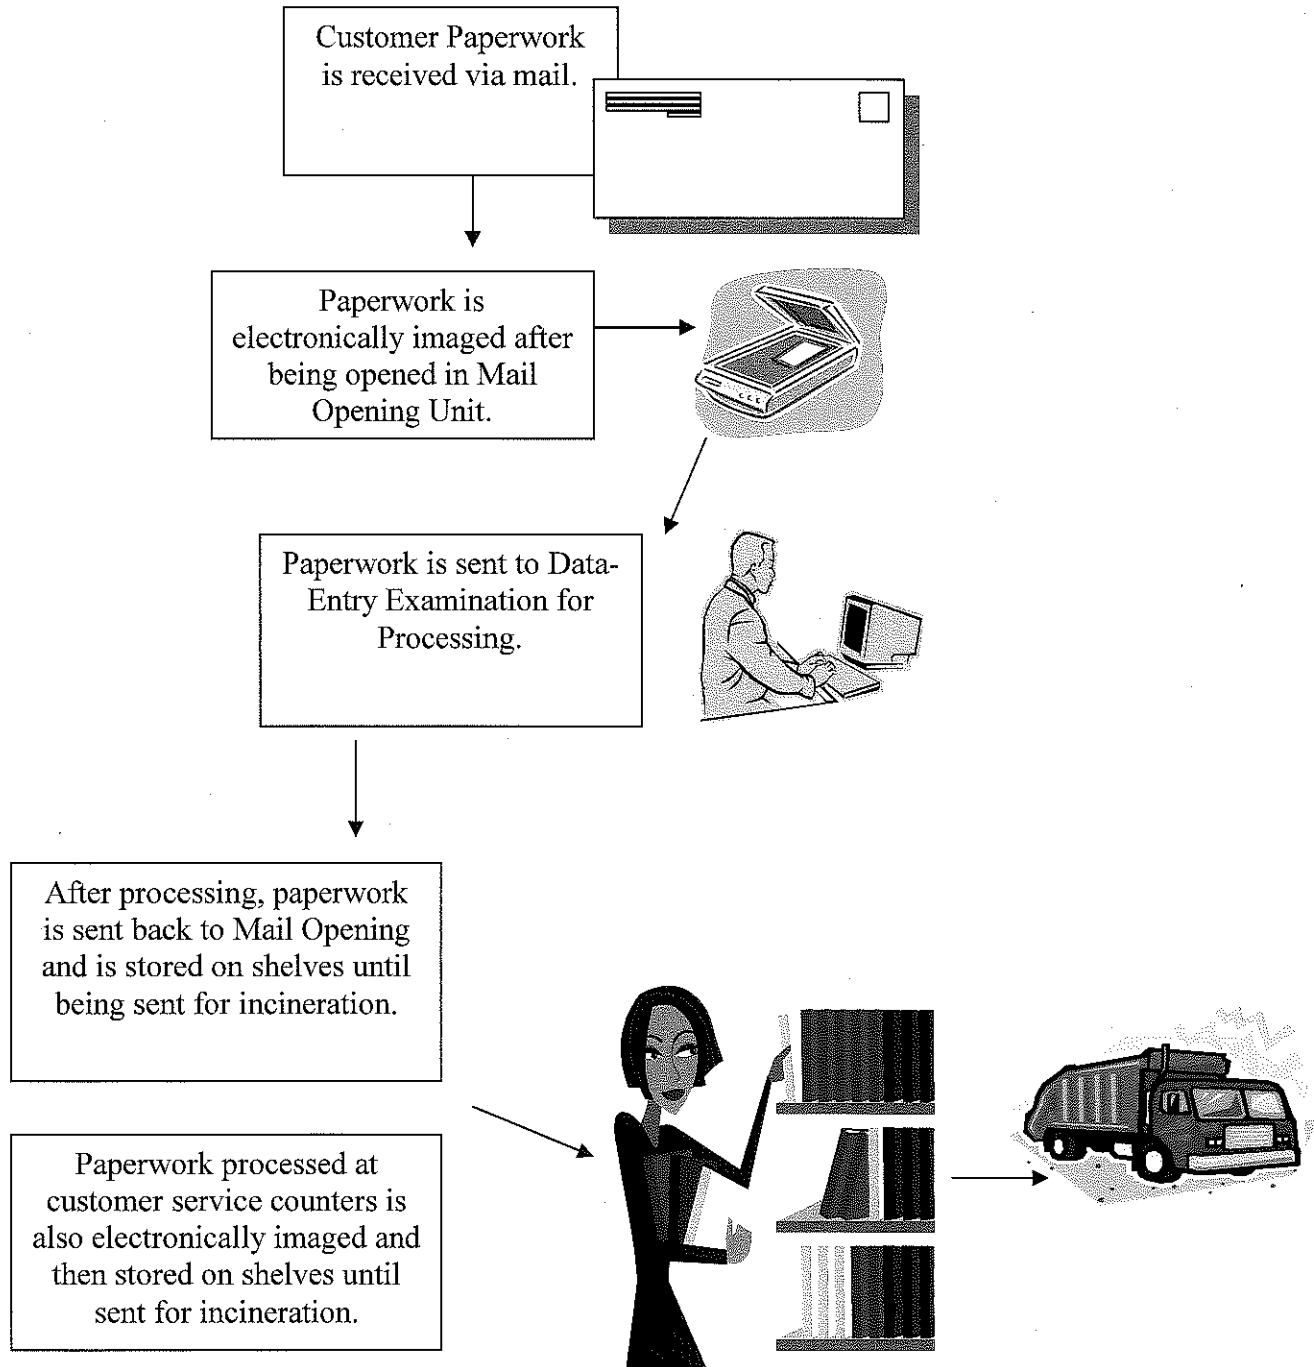 Customer Paperwork
is received via mail.
Paperwork is
electronically imaged after
being opened in Mail
Opening Unit.
Paperwork is sent to Data-
Entry Examination for
Processing.
After processing, paperwork
is sent back to Mail Opening
and is stored on shelves until
being sent for incineration.
Paperwork processed at
customer service counters is
also electronically imaged and
then stored on shelves until
sent for incineration.